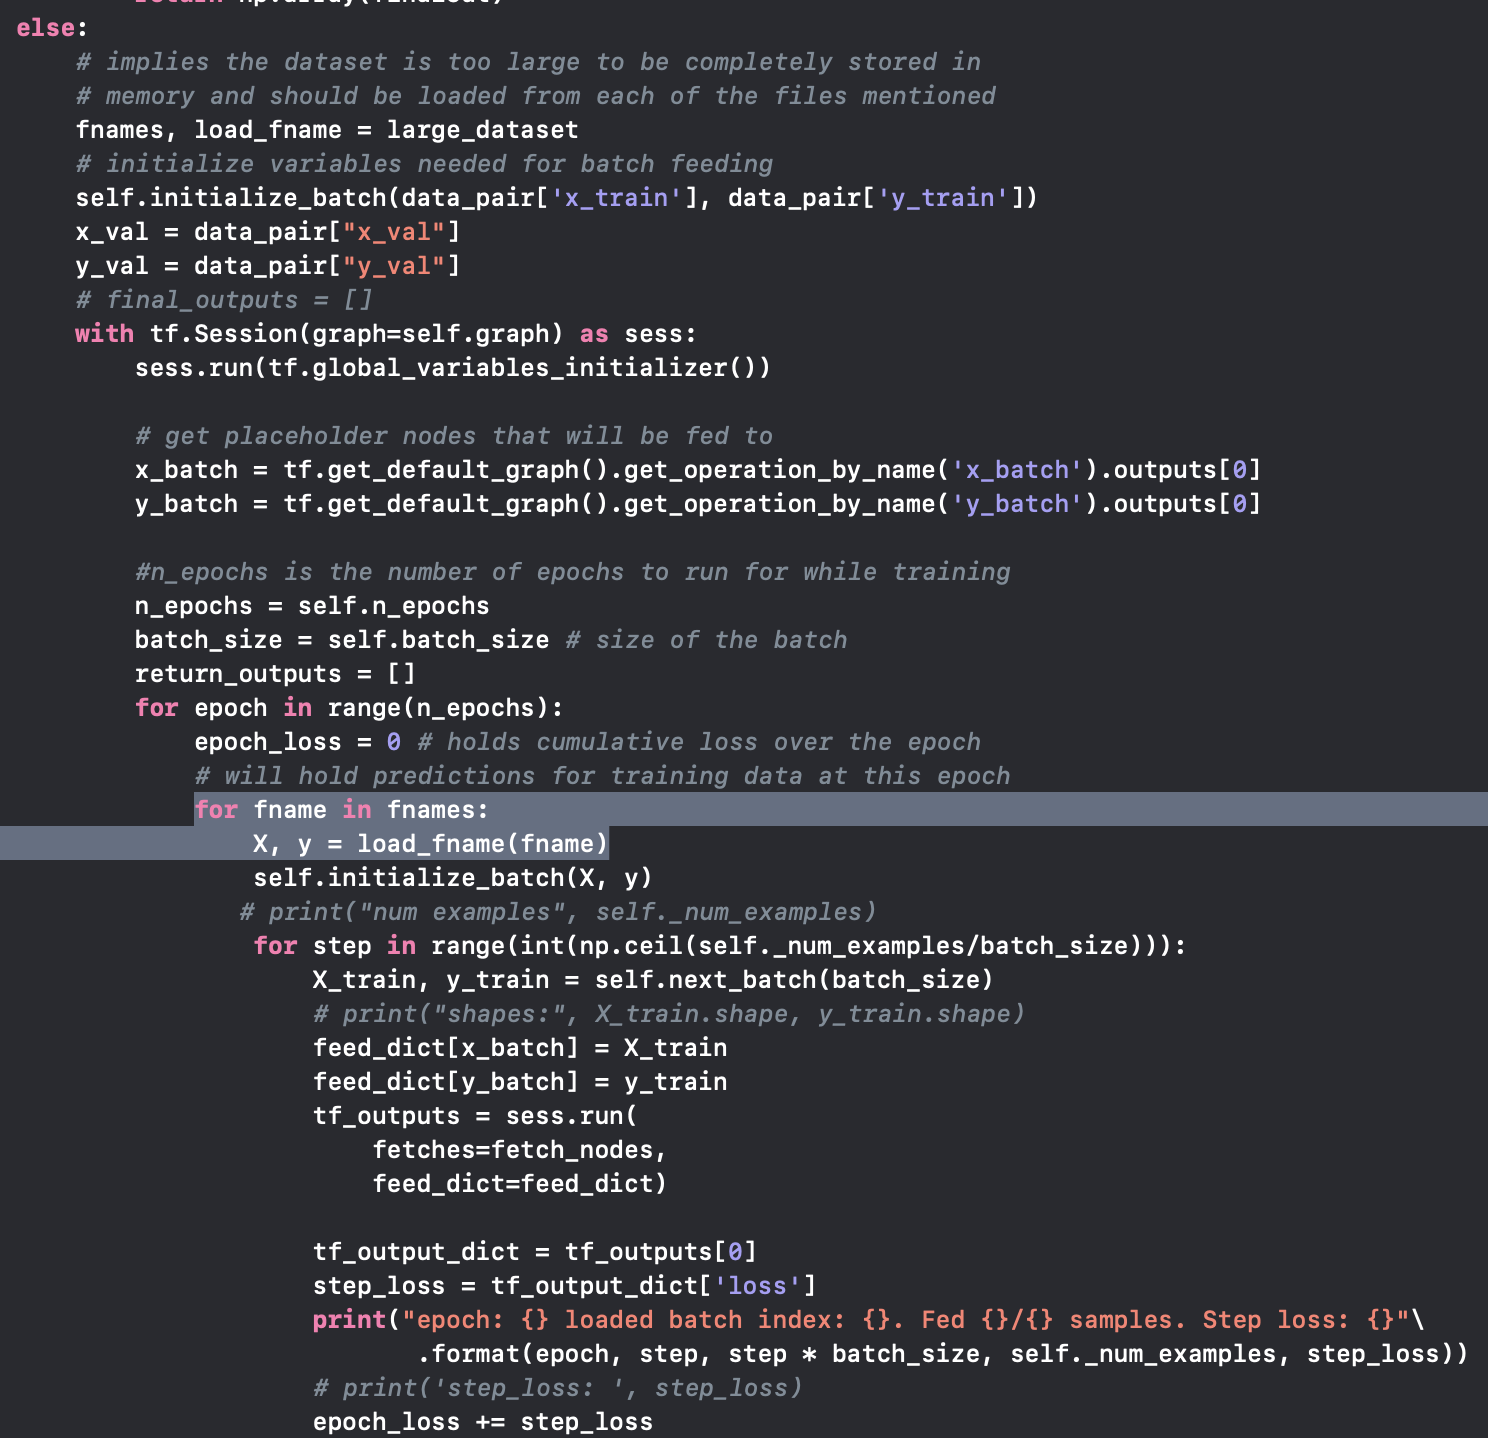 return np.array(finalout)
else:
# implies the dataset is too large to be completely stored in
# memory and should be loaded from each of the files mentioned
fnames, load_fname = large_dataset
# initialize variables needed for batch feeding
self.initialize_batch(data_pair['x_train'], data_pair['y_train'])
x_val = data_pair["x_val"]
y_val = data_pair["y_val"]
# final_outputs = []
with tf.Session(graph=self.graph) as sess:
sess.run(tf.global_variables_initializer())
# get placeholder nodes that will be fed to
x_batch = tf.get_default_graph().get_operation_by_name('x_batch').outputs[0]
y_batch = tf.get_default_graph().get_operation_by_name('y_batch').outputs[0]
#n_epochs is the number of epochs to run for while training
n_epochs = self.n_epochs
batch_size = self.batch_size # size of the batch
return_outputs = []
for epoch in range(n_epochs):
epoch_loss = 0 # holds cumulative loss over the epoch
# will hold predictions for training data at this epoch
for fname in fnames:
X, y = load_fname(fname)
self.initialize_batch(X, y)
# print("num examples", self._num_examples)
for step in range(int(np.ceil(self._num_examples/batch_size))):
X_train, y_train = self.next_batch(batch_size)
# print("shapes:", X_train.shape, y_train.shape)
feed_dict[x_batch] = X_train
feed_dict[y_batch] = y_train
tf_outputs = sess.run(
fetches=fetch_nodes,
feed_dict=feed_dict)
tf_output_dict = tf_outputs[0]
step_loss = tf_output_dict['loss']
print("epoch: {} loaded batch index: {}. Fed {}/{} samples. Step loss: {}"\
.format(epoch, step, step * batch_size, self._num_examples, step_loss))
# print('step_loss: ', step_loss)
epoch_loss += step_loss